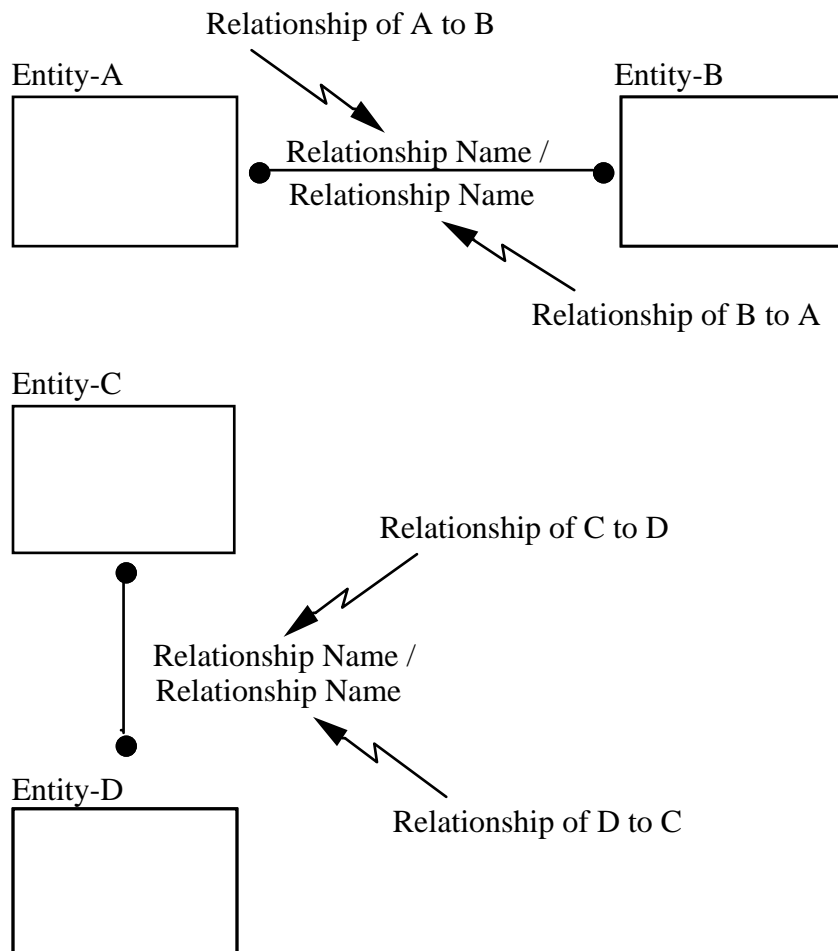 Relationship of A to B
Entity-A
Entity-B
Relationship Name /
Relationship Name
Relationship of B to A
Entity-C
Relationship of C to D
Relationship Name /
Relationship Name
Entity-D
Relationship of D to C